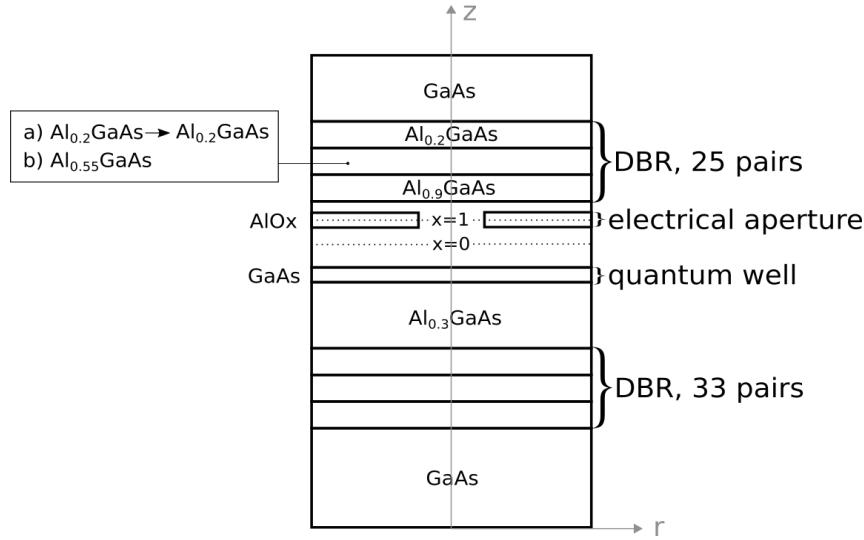 z
GaAs
a) Al0.2GaAs→ Al0.2GaAs
b) Al0.55GaAs
Al0.2GaAs
DBR, 25 pairs
Al0.9GaAs
AlOx
x=1
electrical aperture
x=0
GaAs
quantum well
Al0.3GaAs
DBR, 33 pairs
GaAs
r